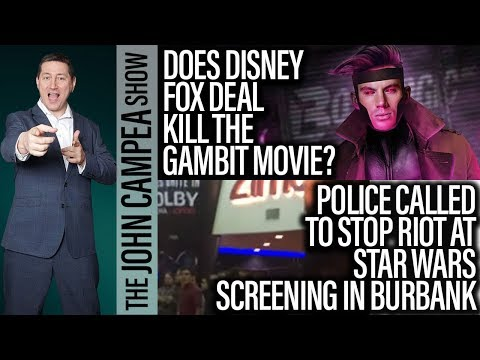 THE JOHN CAMPEA SHOW
DOES DISNEY
FOX DEAL
KILL THE
GAMBIT MOVIE?
DOLBY
POLICE CALLED
TO STOP RIOT AT
STAR WARS
SCREENING IN BURBANK